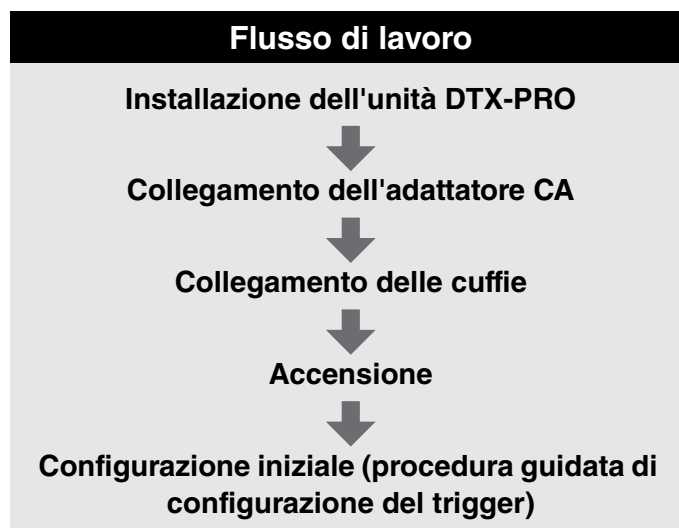 Flusso di lavoro
Installazione dell'unità DTX-PRO
Collegamento dell'adattatore CA
Collegamento delle cuffie
Accensione
Configurazione iniziale (procedura guidata di
configurazione del trigger)